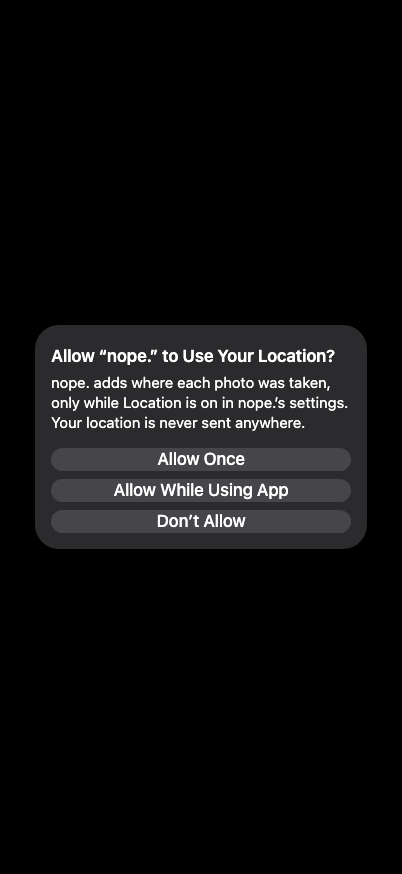 Allow “nope.” to Use Your Location?
nope. adds where each photo was taken,
only while Location is on in nope.’s settings.
Your location is never sent anywhere.
Allow Once
Allow While Using App
Don’t Allow